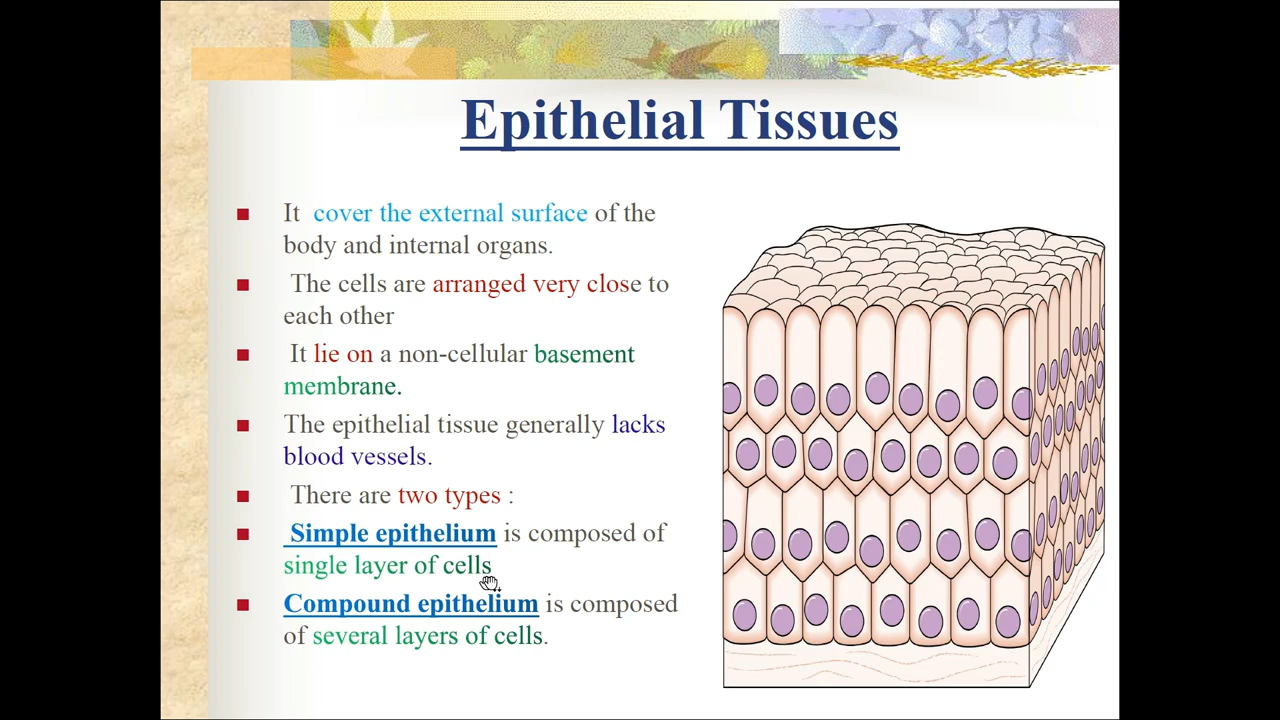 Epithelial Tissues
It cover the external surface of the
body and internal organs.
The cells are arranged very close to
each other
It lie on a non-cellular basement
membrane.
The epithelial tissue generally lacks
blood vessels.
There are two types :
Simple epithelium is composed of
single layer of cells
Compound epithelium is composed
of several layers of cells.